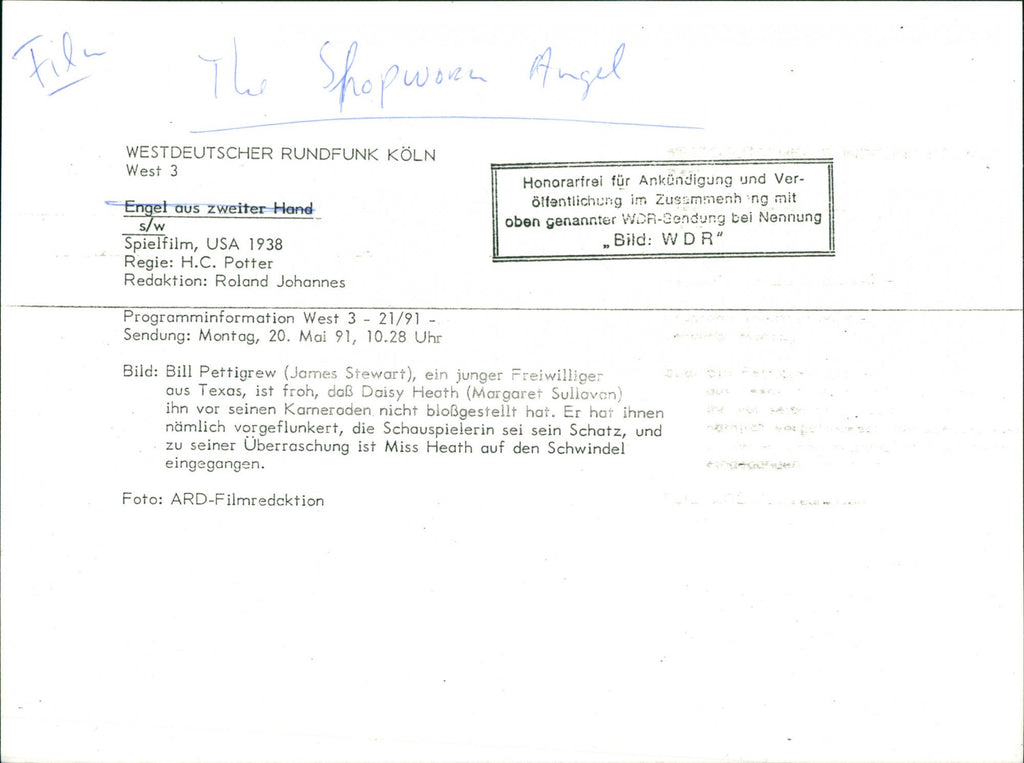 Film
The Shopworn Angel
WESTDEUTSCHER RUNDFUNK KÖLN
West 3
Engel aus zweiter Hand
s/w
Spielfilm, USA 1938
Regie: H.C. Potter
Redaktion: Roland Johannes
Honorarfrei für Ankündigung und Ver-
öffentlichung im Zusammenhang mit
oben genannter WDR-Sendung bei Nennung
„Bild: W D R"
Programminformation West 3 - 21/91 -
Sendung: Montag, 20. Mai 91, 10.28 Uhr
Bild: Bill Pettigrew (James Stewart), ein junger Freiwilliger
aus Texas, ist froh, daß Daisy Heath (Margaret Sullavan)
ihn vor seinen Kameraden nicht bloßgestellt hat. Er hat ihnen
nämlich vorgeflunkert, die Schauspielerin sei sein Schatz, und
zu seiner Überraschung ist Miss Heath auf den Schwindel
eingegangen.
Foto: ARD-Filmredaktion